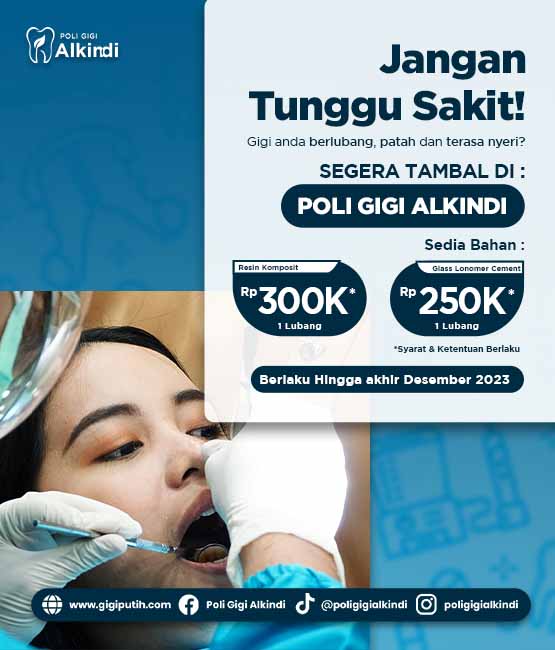 POLI GIGI
Alkindi
Jangan
Tunggu Sakit!
Gigi anda berlubang, patah dan terasa nyeri?
SEGERA TAMBAL DI :
POLI GIGI ALKINDI
Sedia Bahan :
Resin Komposit
Rp 300K*
1 Lubang
Glass Lonomer Cement
Rp 250K*
1 Lubang
*Syarat & Ketentuan Berlaku
Berlaku Hingga akhir Desember 2023
www.gigiputih.com Poli Gigi Alkindi @poligigialkindi poligigialkindi